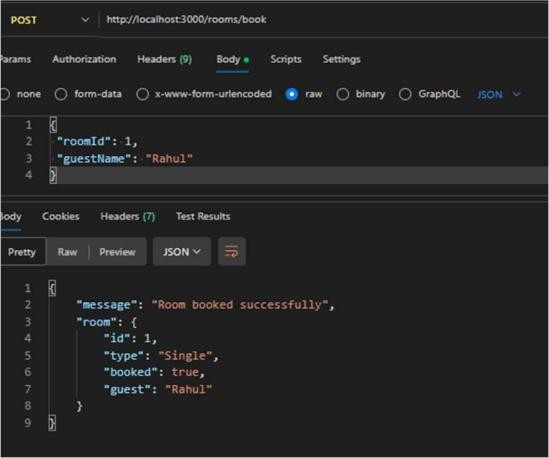 POST http://localhost:3000/rooms/book
Params Authorization Headers (9) Body Scripts Settings
none form-data x-www-form-urlencoded raw binary GraphQL JSON
1 {
2 "roomId": 1,
3 "guestName": "Rahul"
4 }
Body Cookies Headers (7) Test Results
Pretty Raw Preview JSON
1 {
2 "message": "Room booked successfully",
3 "room": {
4 "id": 1,
5 "type": "Single",
6 "booked": true,
7 "guest": "Rahul"
8 }
9 }